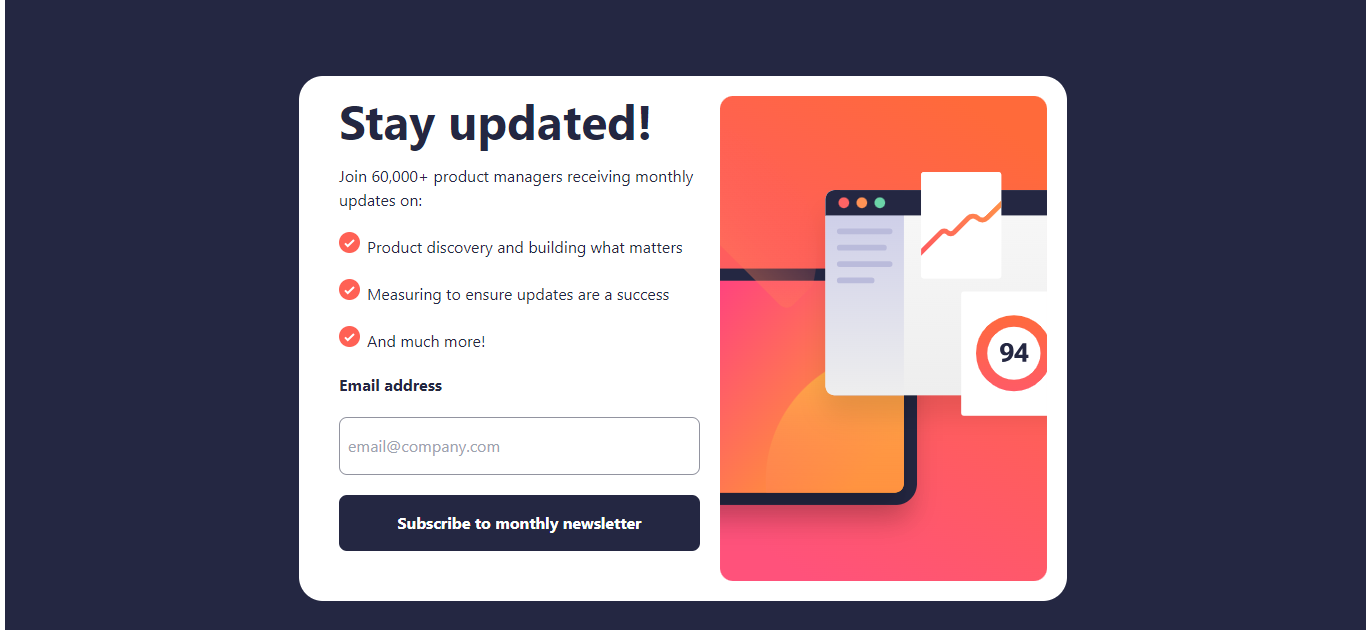 Stay updated!
Join 60,000+ product managers receiving monthly
updates on:
Product discovery and building what matters
Measuring to ensure updates are a success
And much more!
Email address
email@company.com
Subscribe to monthly newsletter
94